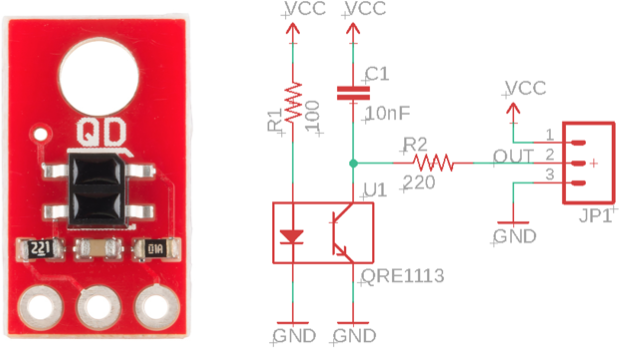 QD
221
01A
VCC
VCC
C1
10nF
R1
100
R2
220
VCC
OUT
1
2
3
JP1
GND
U1
QRE1113
GND
GND